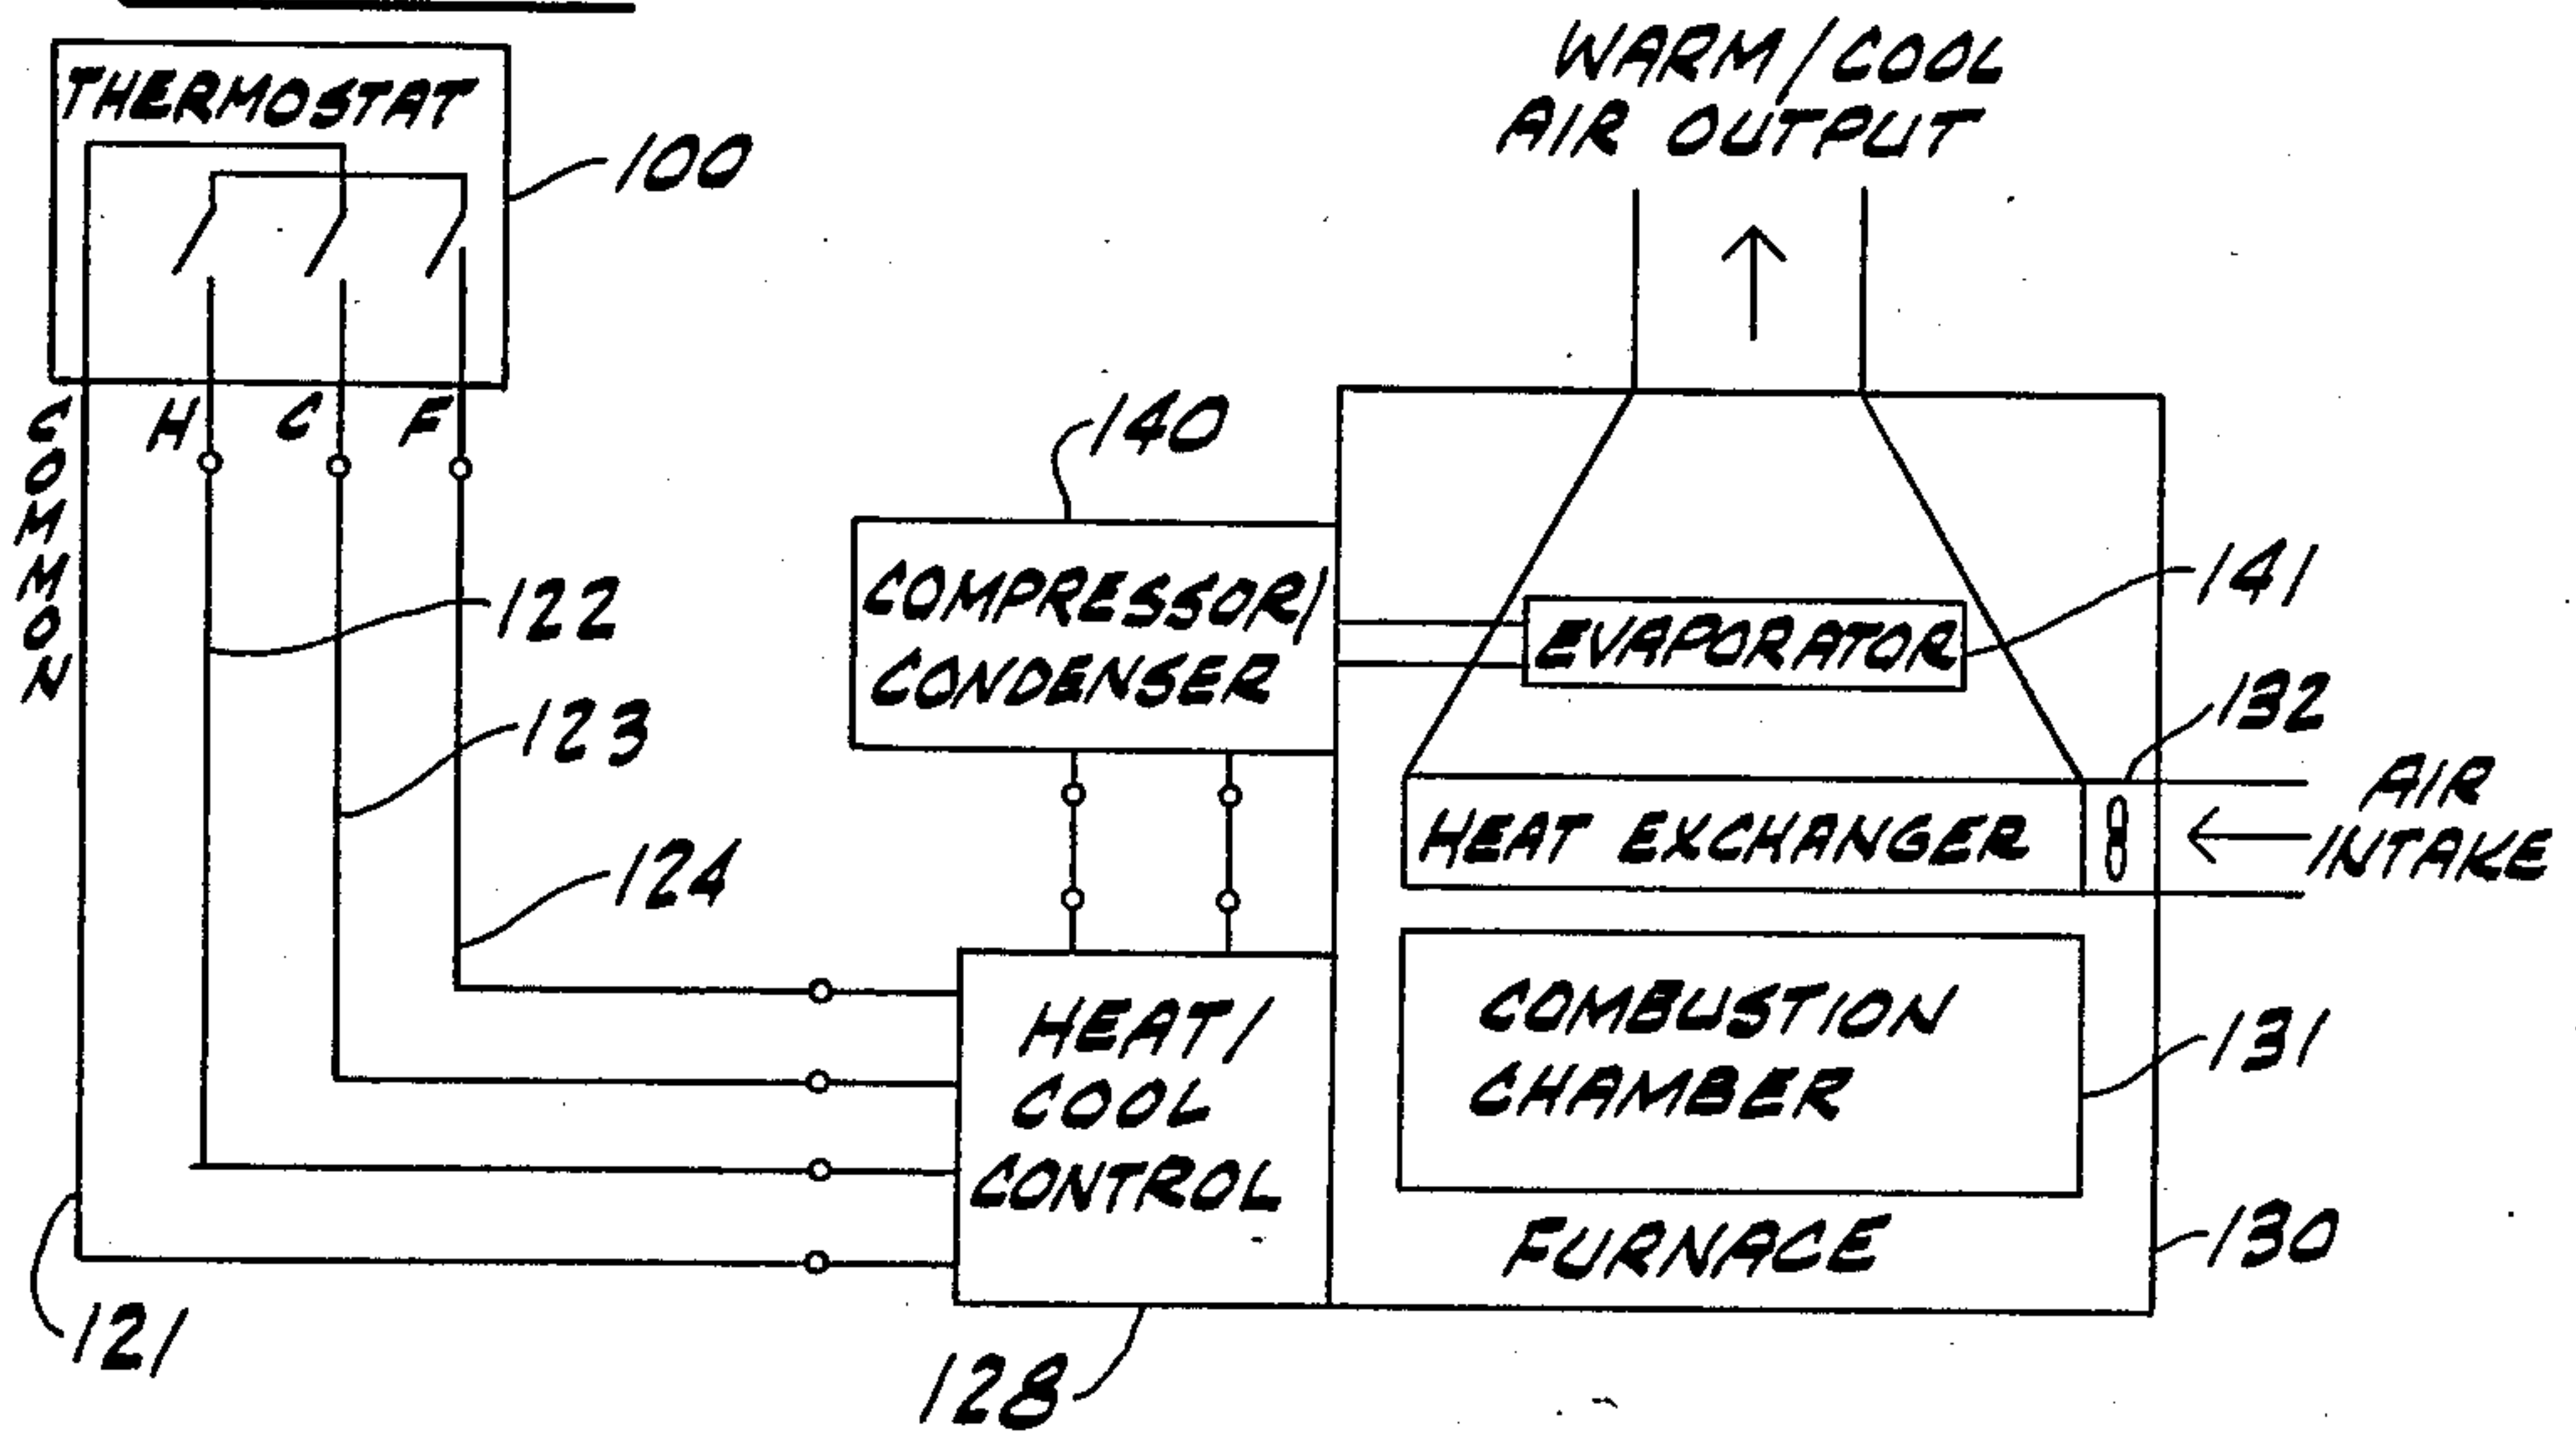 THERMOSTAT
100
WARM/COOL
AIR OUTPUT
COMMON
H
C
F
140
COMPRESSOR/
CONDENSER
122
123
124
EVAPORATOR
141
132
HEAT EXCHANGER
AIR
INTAKE
HEAT/
COOL
CONTROL
COMBUSTION
CHAMBER
131
FURNACE
130
121
128